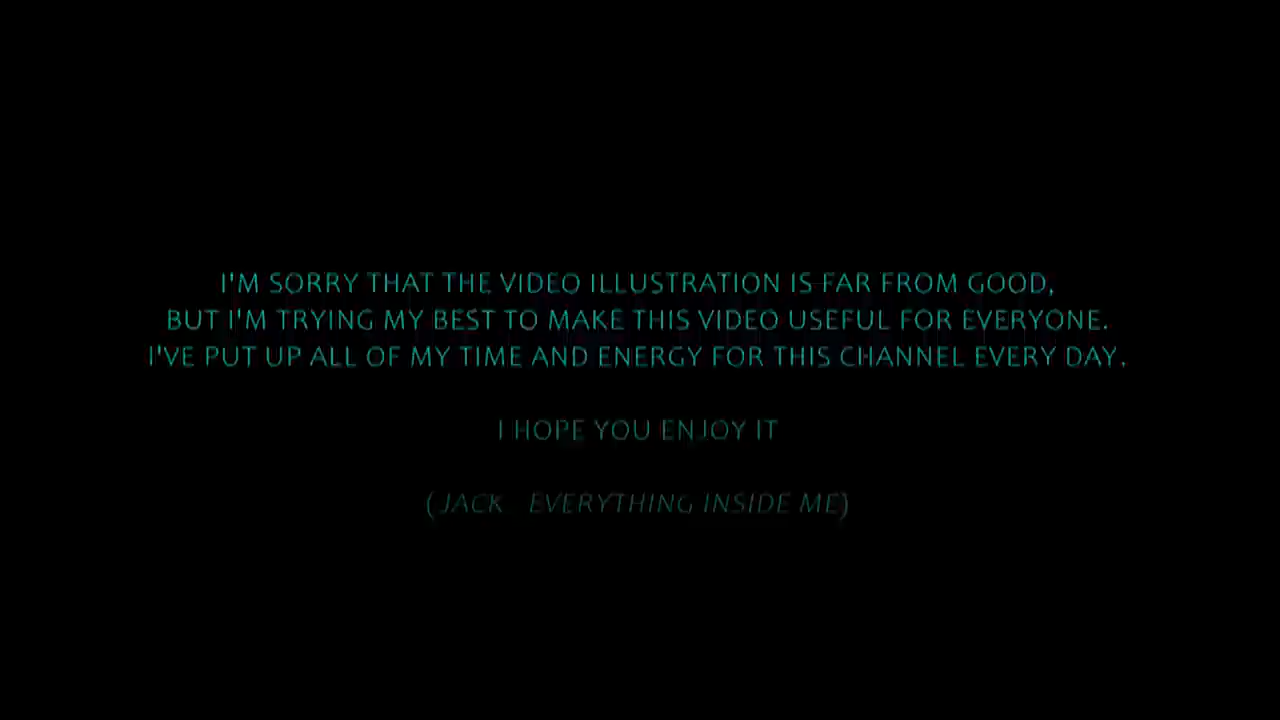 I'M SORRY THAT THE VIDEO ILLUSTRATION IS FAR FROM GOOD,
BUT I'M TRYING MY BEST TO MAKE THIS VIDEO USEFUL FOR EVERYONE.
I'VE PUT UP ALL OF MY TIME AND ENERGY FOR THIS CHANNEL EVERY DAY.
I HOPE YOU ENJOY IT
(JACK EVERYTHING INSIDE ME)